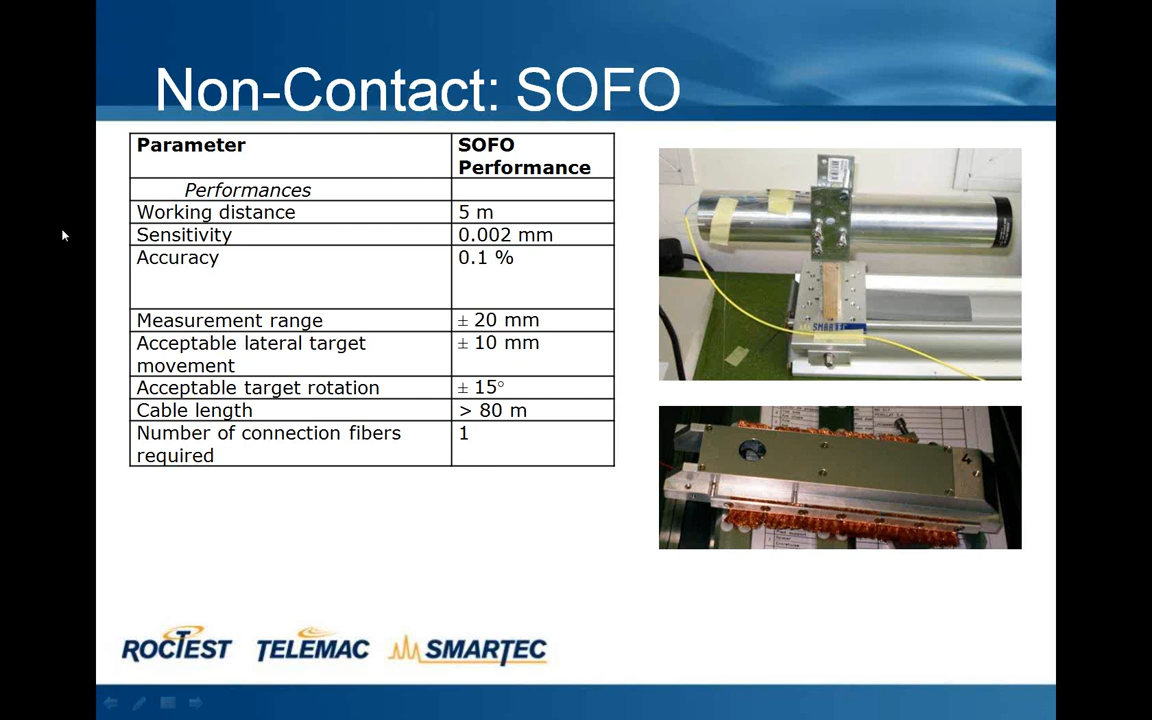 Non-Contact: SOFO
Parameter
SOFO
Performance
Performances
Working distance
5 m
Sensitivity
0.002 mm
Accuracy
0.1 %
Measurement range
± 20 mm
Acceptable lateral target
movement
± 10 mm
Acceptable target rotation
± 15°
Cable length
> 80 m
Number of connection fibers
required
1
SMARTEC
4
ROCTEST
TELEMAC
SMARTEC